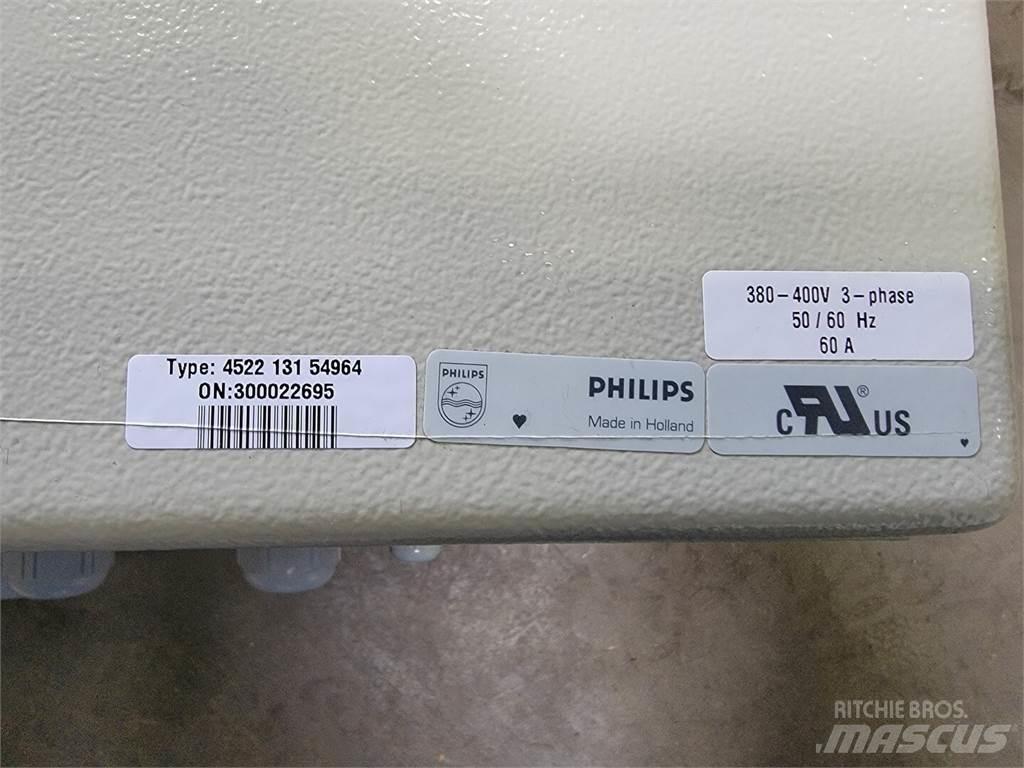 380-400V 3-phase
50 / 60 Hz
60 A
Type: 4522 131 54964
ON:300022695
PHILIPS
PHILIPS
Made in Holland
C RU ® US
RITCHIE BROS.
MASCUS